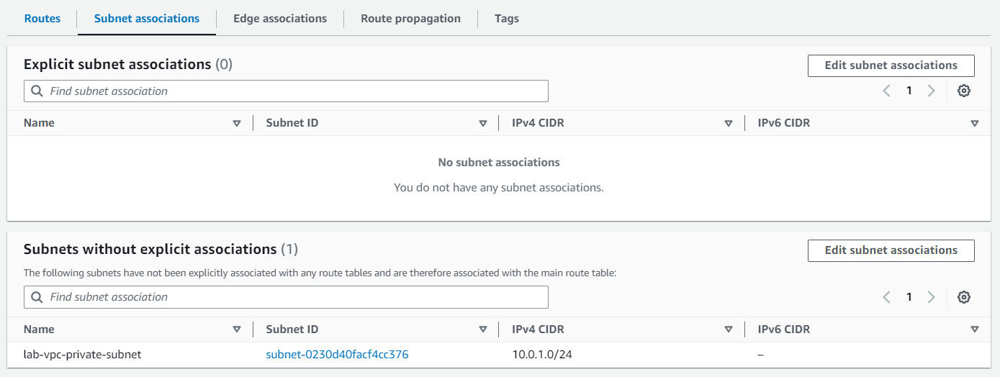 Routes Subnet associations Edge associations Route propagation Tags
Explicit subnet associations (0) Edit subnet associations
Find subnet association 1
Name Subnet ID IPv4 CIDR IPv6 CIDR
No subnet associations
You do not have any subnet associations.
Subnets without explicit associations (1) Edit subnet associations
The following subnets have not been explicitly associated with any route tables and are therefore associated with the main route table:
Find subnet association 1
Name Subnet ID IPv4 CIDR IPv6 CIDR
lab-vpc-private-subnet subnet-0230d40facf4cc376 10.0.1.0/24 –